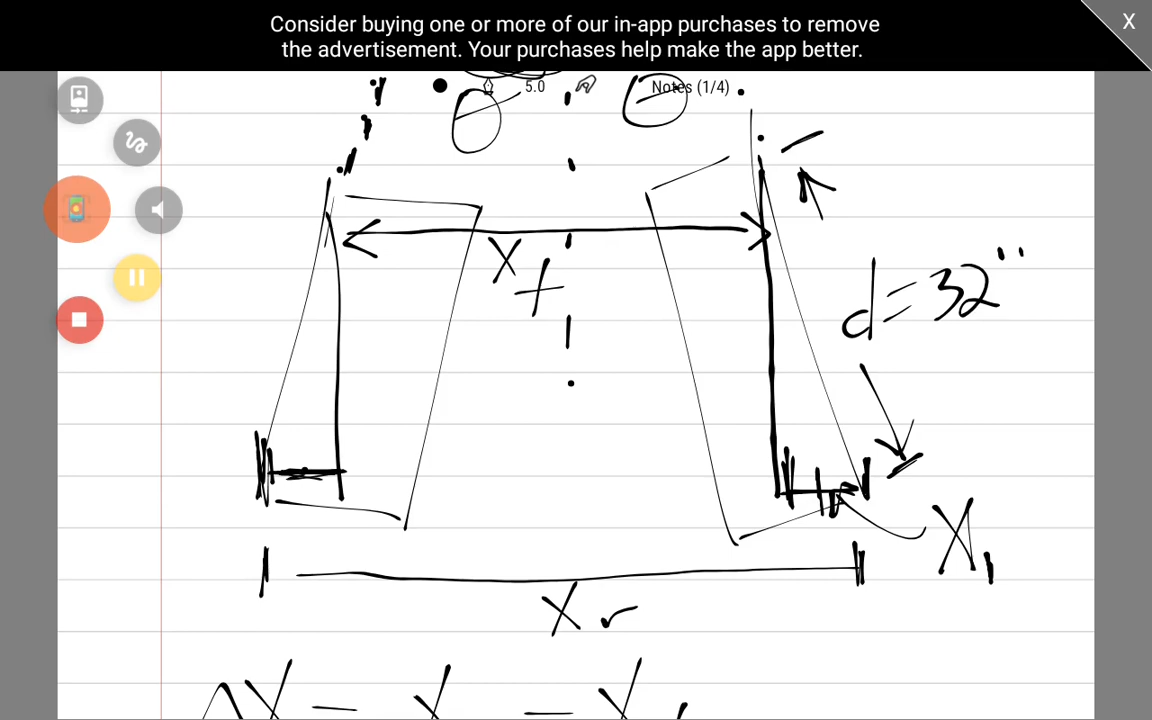 Consider buying one or more of our in-app purchases to remove
the advertisement. Your purchases help make the app better.
X
5.0
Notes (1/4)
θ
θ
Xf
d=32"
X1
Xr